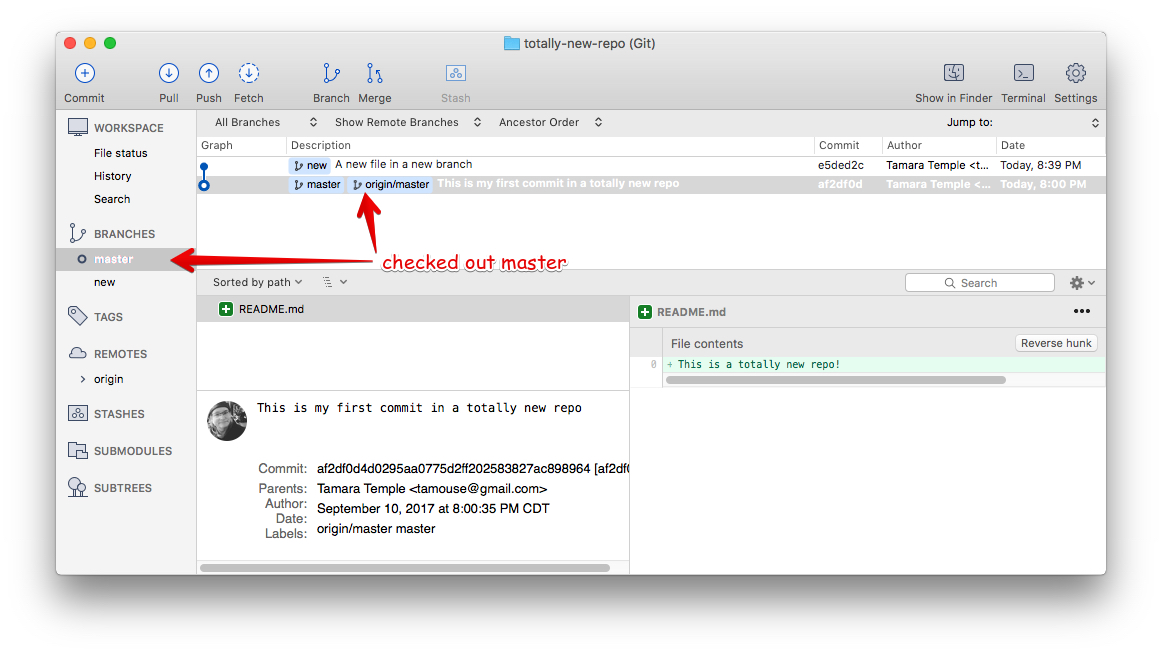 totally-new-repo (Git)
Commit Pull Push Fetch Branch Merge Stash Show in Finder Terminal Settings
WORKSPACE
File status
History
Search
BRANCHES
master
new
TAGS
REMOTES
origin
STASHES
SUBMODULES
SUBTREES
All Branches Show Remote Branches Ancestor Order Jump to:
Graph Description Commit Author Date
new A new file in a new branch e5ded2c Tamara Temple <t... Today, 8:39 PM
master origin/master This is my first commit in a totally new repo af2df0d Tamara Temple <... Today, 8:00 PM
checked out master
Sorted by path Search
README.md
This is my first commit in a totally new repo
Commit: af2df0d4d0295aa0775d2ff202583827ac898964 [af2df0
Parents: Tamara Temple <tamouse@gmail.com>
Author: September 10, 2017 at 8:00:35 PM CDT
Date:
Labels: origin/master master
README.md
File contents Reverse hunk
0 + This is a totally new repo!